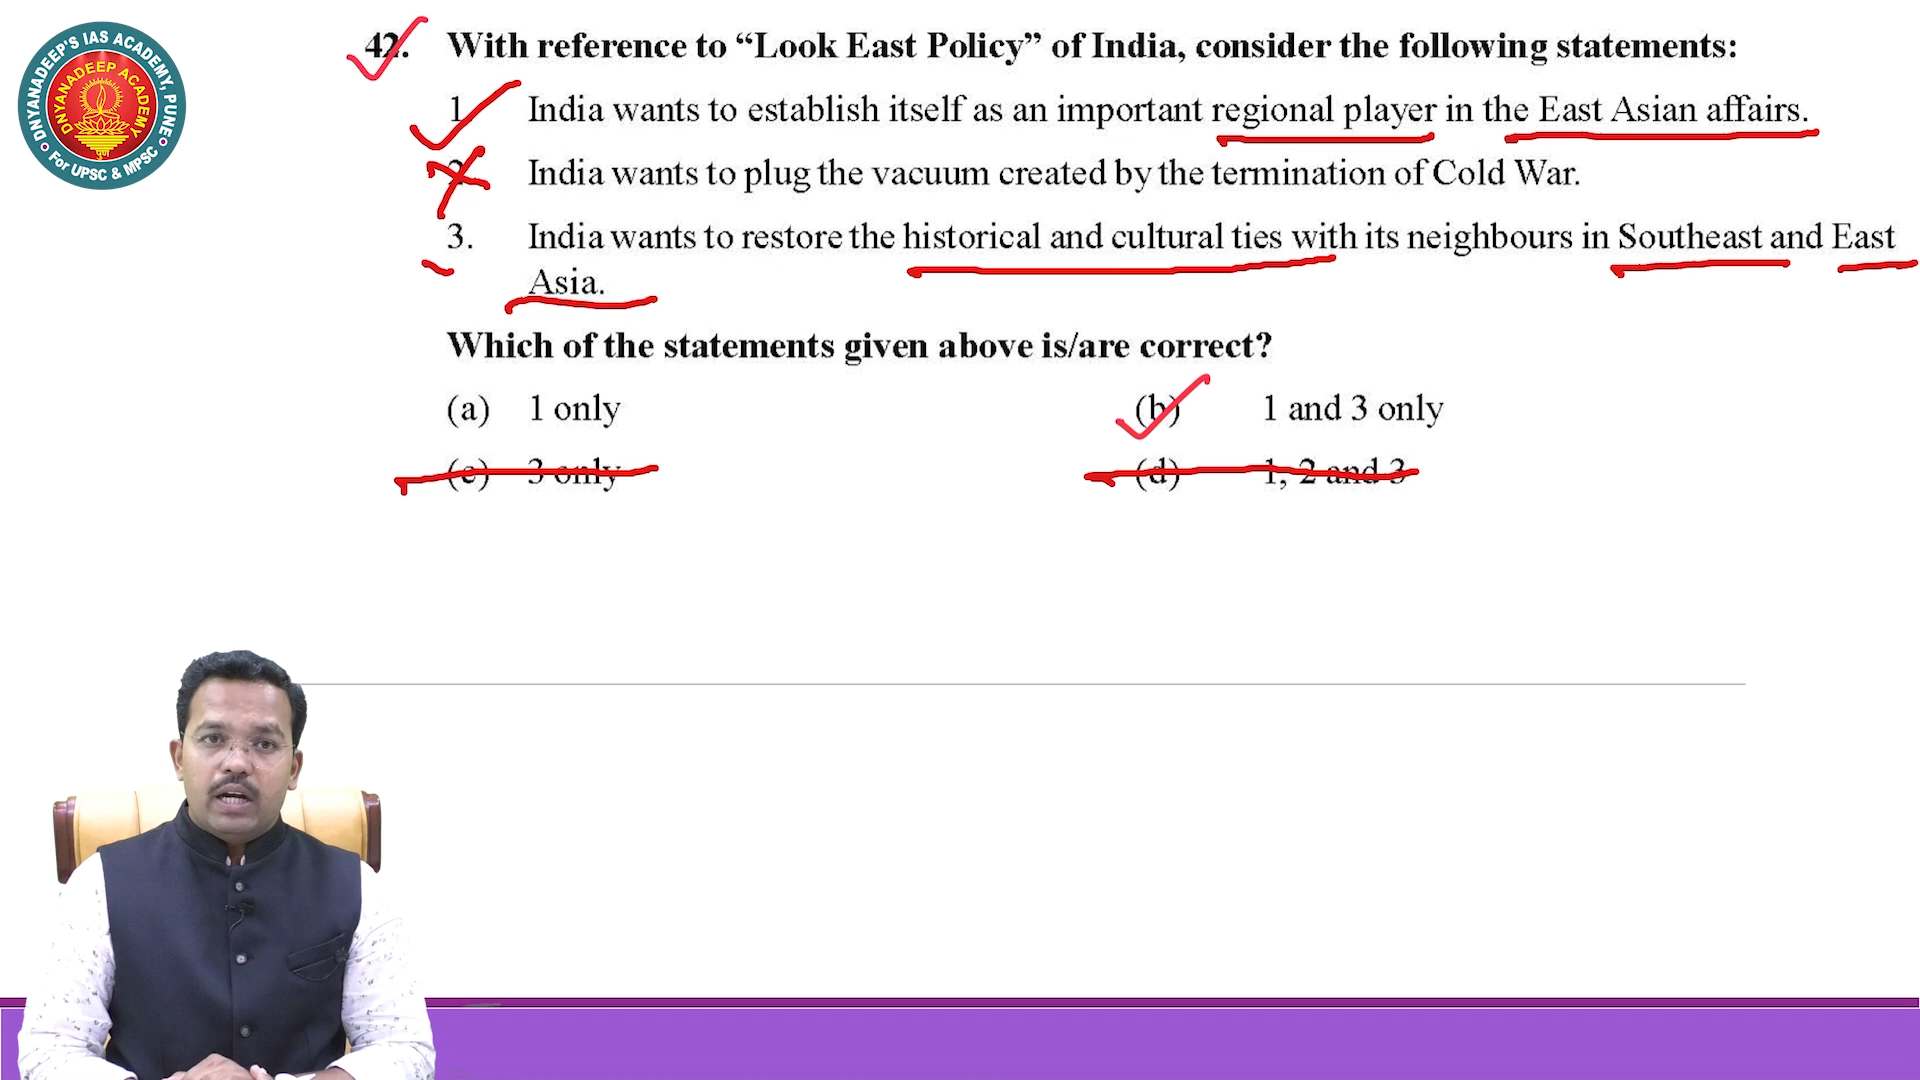 DNYANADEEP'S IAS ACADEMY, PUNE
DNYANADEEP ACADEMY
For UPSC & MPSC
42. With reference to “Look East Policy” of India, consider the following statements:
1. India wants to establish itself as an important regional player in the East Asian affairs.
2. India wants to plug the vacuum created by the termination of Cold War.
3. India wants to restore the historical and cultural ties with its neighbours in Southeast and East
Asia.
Which of the statements given above is/are correct?
(a) 1 only (b) 1 and 3 only
(c) 3 only (d) 1, 2 and 3